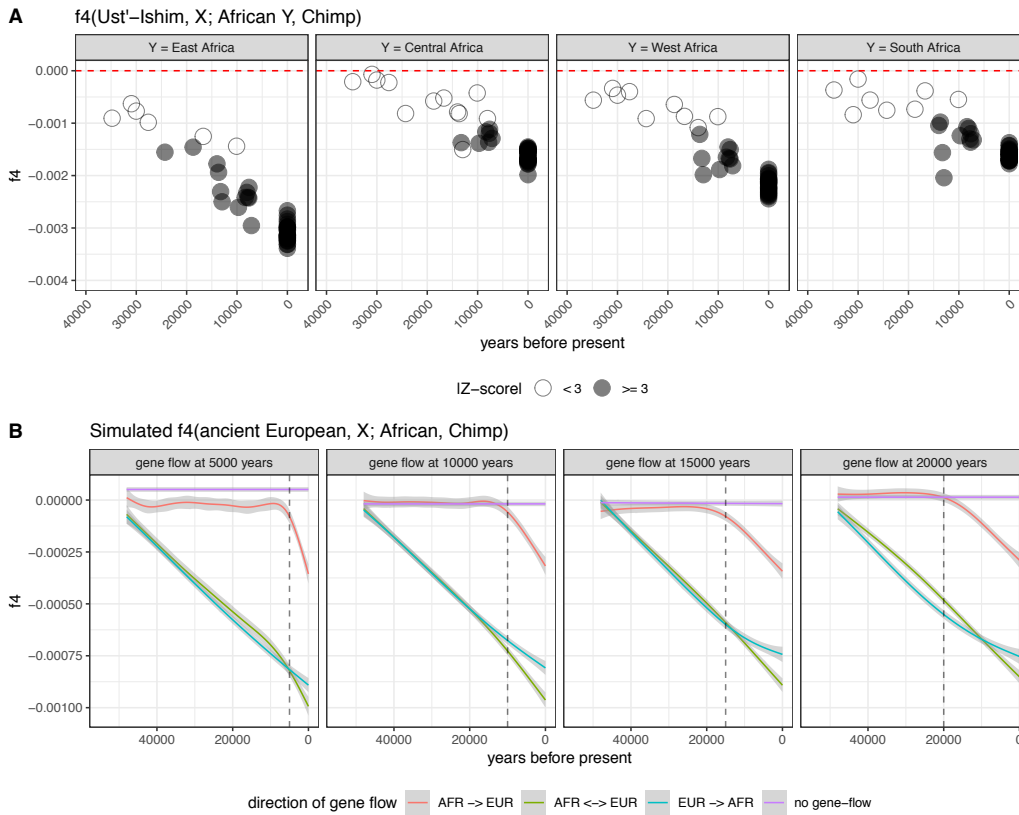 A f4(Ust'-Ishim, X; African Y, Chimp)
Y = East Africa Y = Central Africa Y = West Africa Y = South Africa
0.000
−0.001
−0.002
−0.003
−0.004
f4
40000 30000 20000 10000 0 40000 30000 20000 10000 0 40000 30000 20000 10000 0 40000 30000 20000 10000 0
years before present
|Z−score| < 3 >= 3
B Simulated f4(ancient European, X; African, Chimp)
gene flow at 5000 years gene flow at 10000 years gene flow at 15000 years gene flow at 20000 years
0.00000
−0.00025
−0.00050
−0.00075
−0.00100
f4
40000 20000 0 40000 20000 0 40000 20000 0 40000 20000 0
years before present
direction of gene flow AFR −> EUR AFR <−> EUR EUR −> AFR no gene−flow